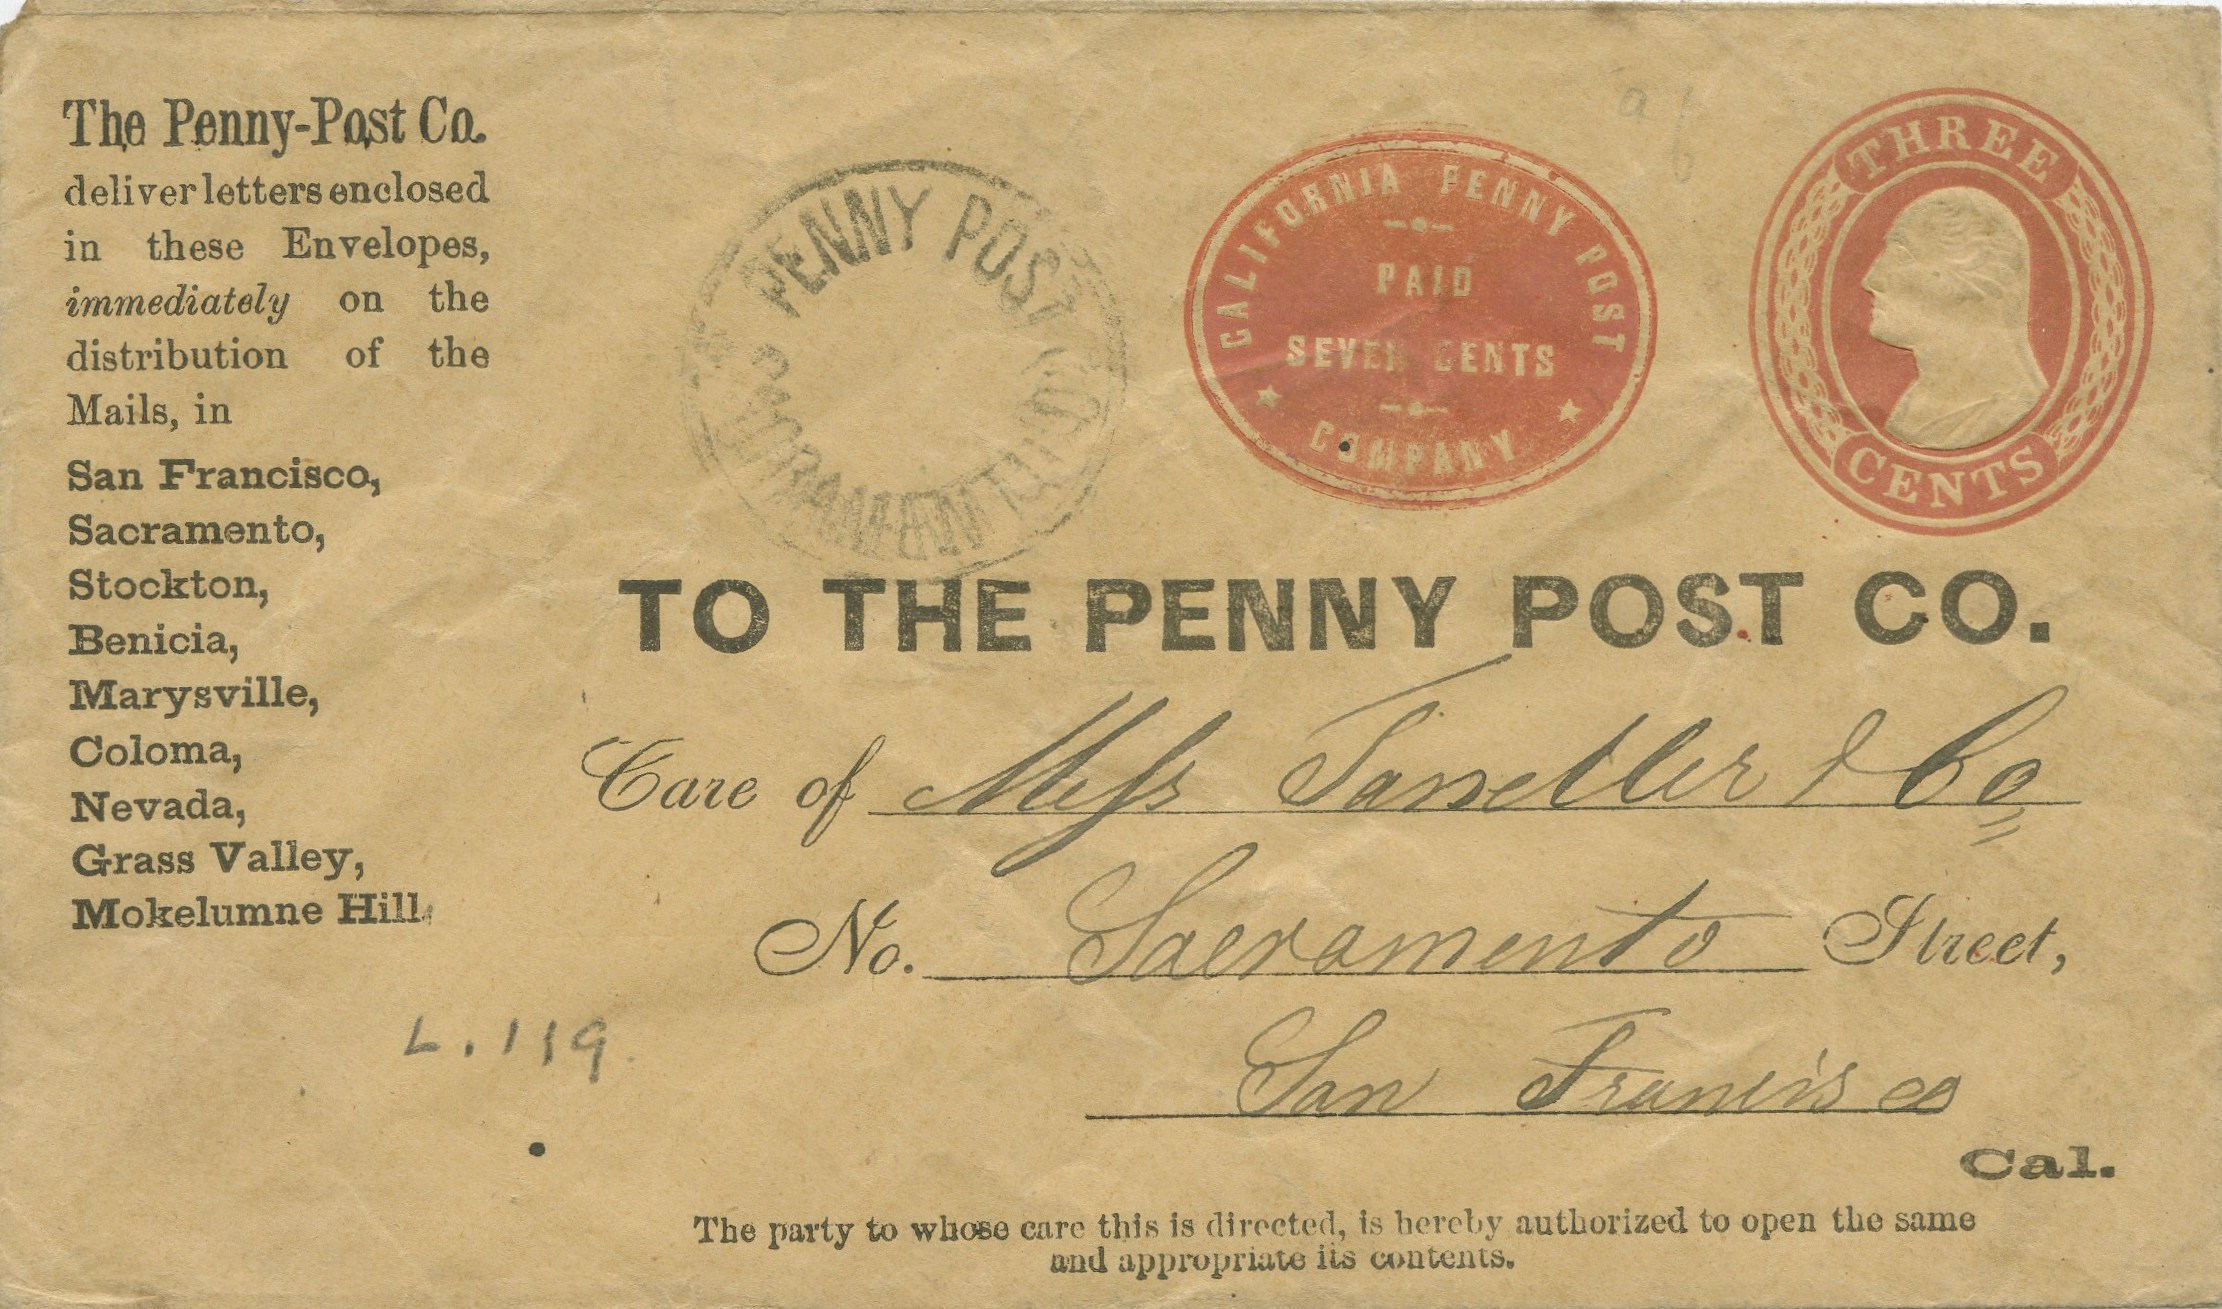 The Penny-Post Co.
deliver letters enclosed
in these Envelopes,
immediately on the
distribution of the
Mails, in
San Francisco,
Sacramento,
Stockton,
Benicia,
Marysville,
Coloma,
Nevada,
Grass Valley,
Mokelumne Hill.
PENNY POST CO.
CALIFORNIA PENNY POST
PAID
SEVEN CENTS
COMPANY
THREE
CENTS
TO THE PENNY POST CO.
Care of Mess & Co
No. Sacramento Street,
San Francisco
Cal.
L. 119
The party to whose care this is directed, is hereby authorized to open the same
and appropriate its contents.